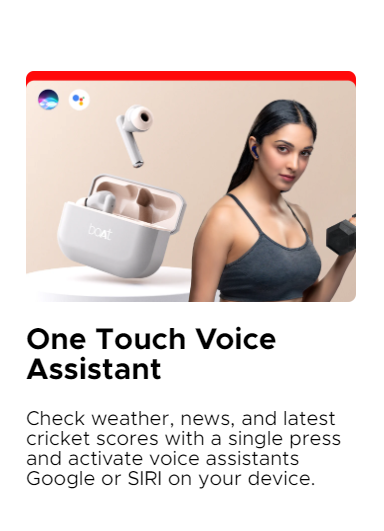 boAt
One Touch Voice
Assistant
Check weather, news, and latest
cricket scores with a single press
and activate voice assistants
Google or SIRI on your device.